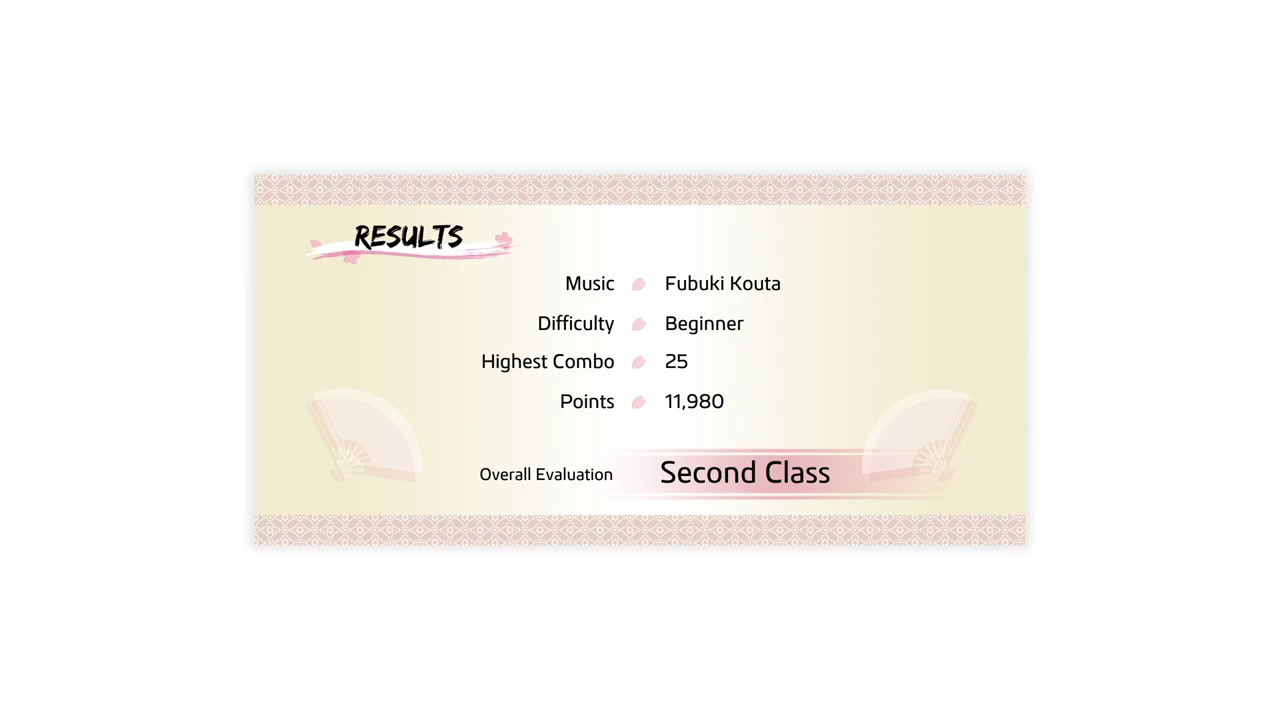 RESULTS
Music Fubuki Kouta
Difficulty Beginner
Highest Combo 25
Points 11,980
Overall Evaluation Second Class